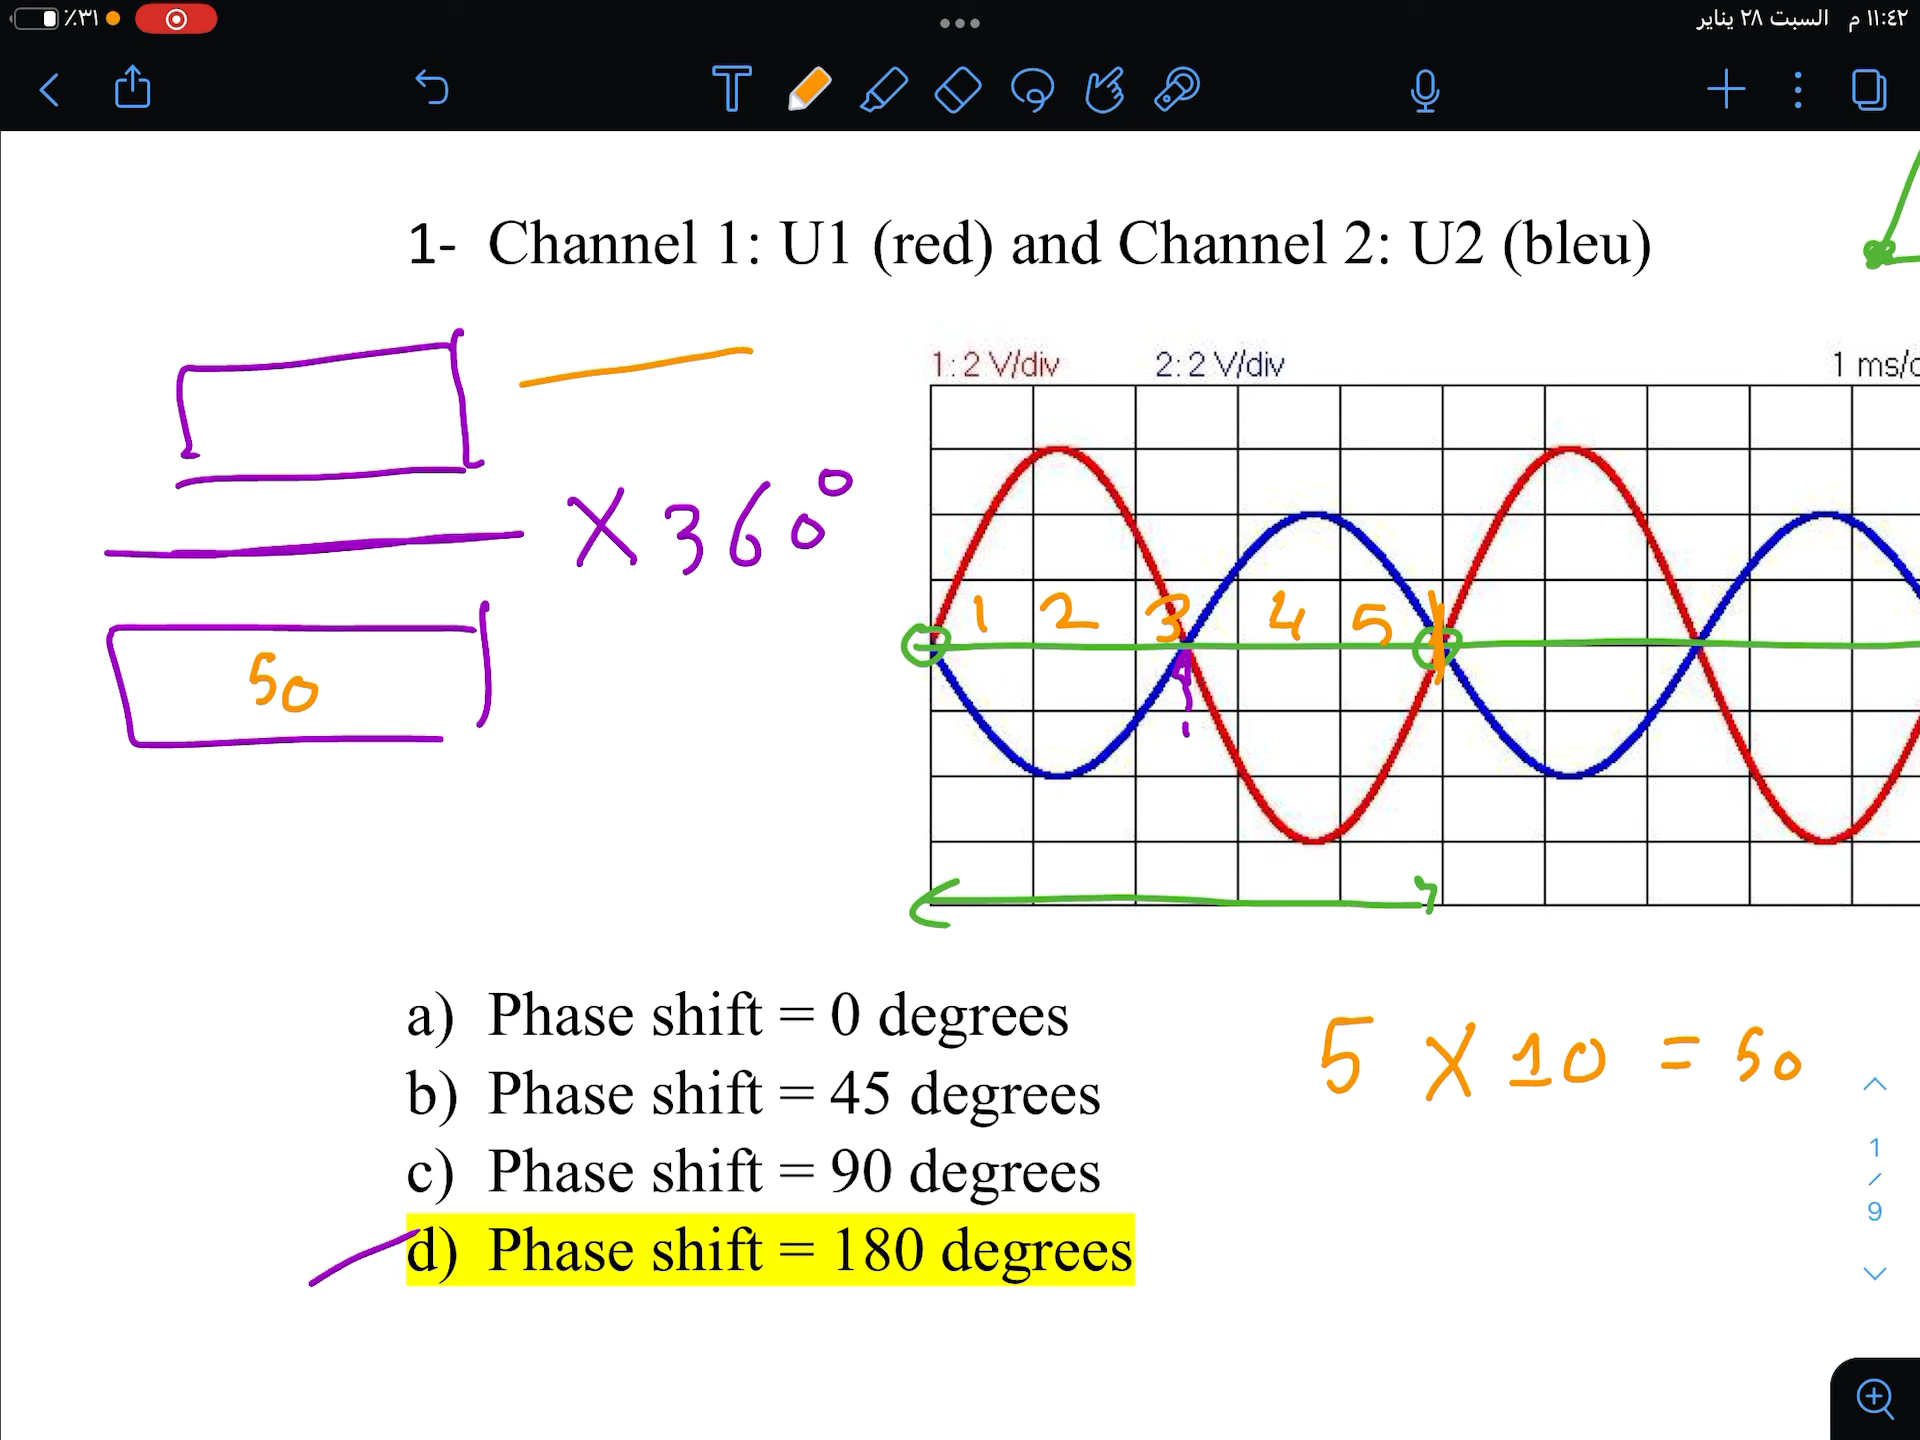 ٪٣١
١١:٤٢ م السبت ٢٨ يناير
1- Channel 1: U1 (red) and Channel 2: U2 (bleu)
1: 2 V/div 2: 2 V/div 1 ms/
X 360°
50
1 2 3 4 5
a) Phase shift = 0 degrees
b) Phase shift = 45 degrees
c) Phase shift = 90 degrees
d) Phase shift = 180 degrees
5 X 10 = 50
1
/
9